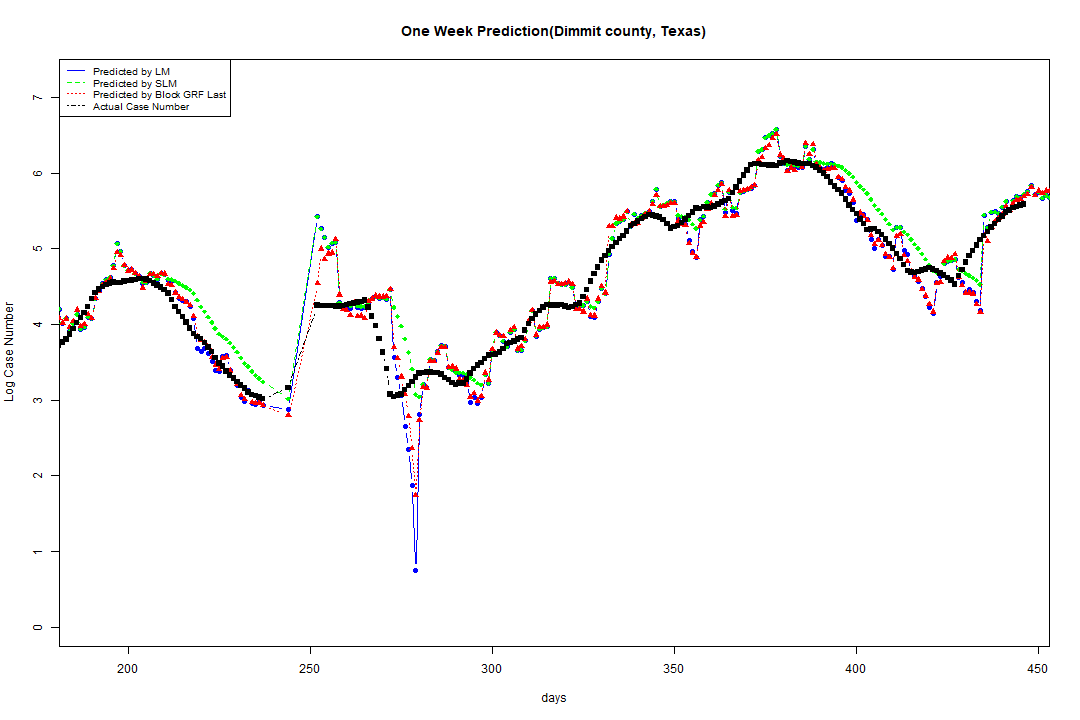 One Week Prediction(Dimmit county, Texas)
Predicted by LM
Predicted by SLM
Predicted by Block GRF Last
Actual Case Number
7
6
5
4
3
2
1
0
Log Case Number
200 250 300 350 400 450
days